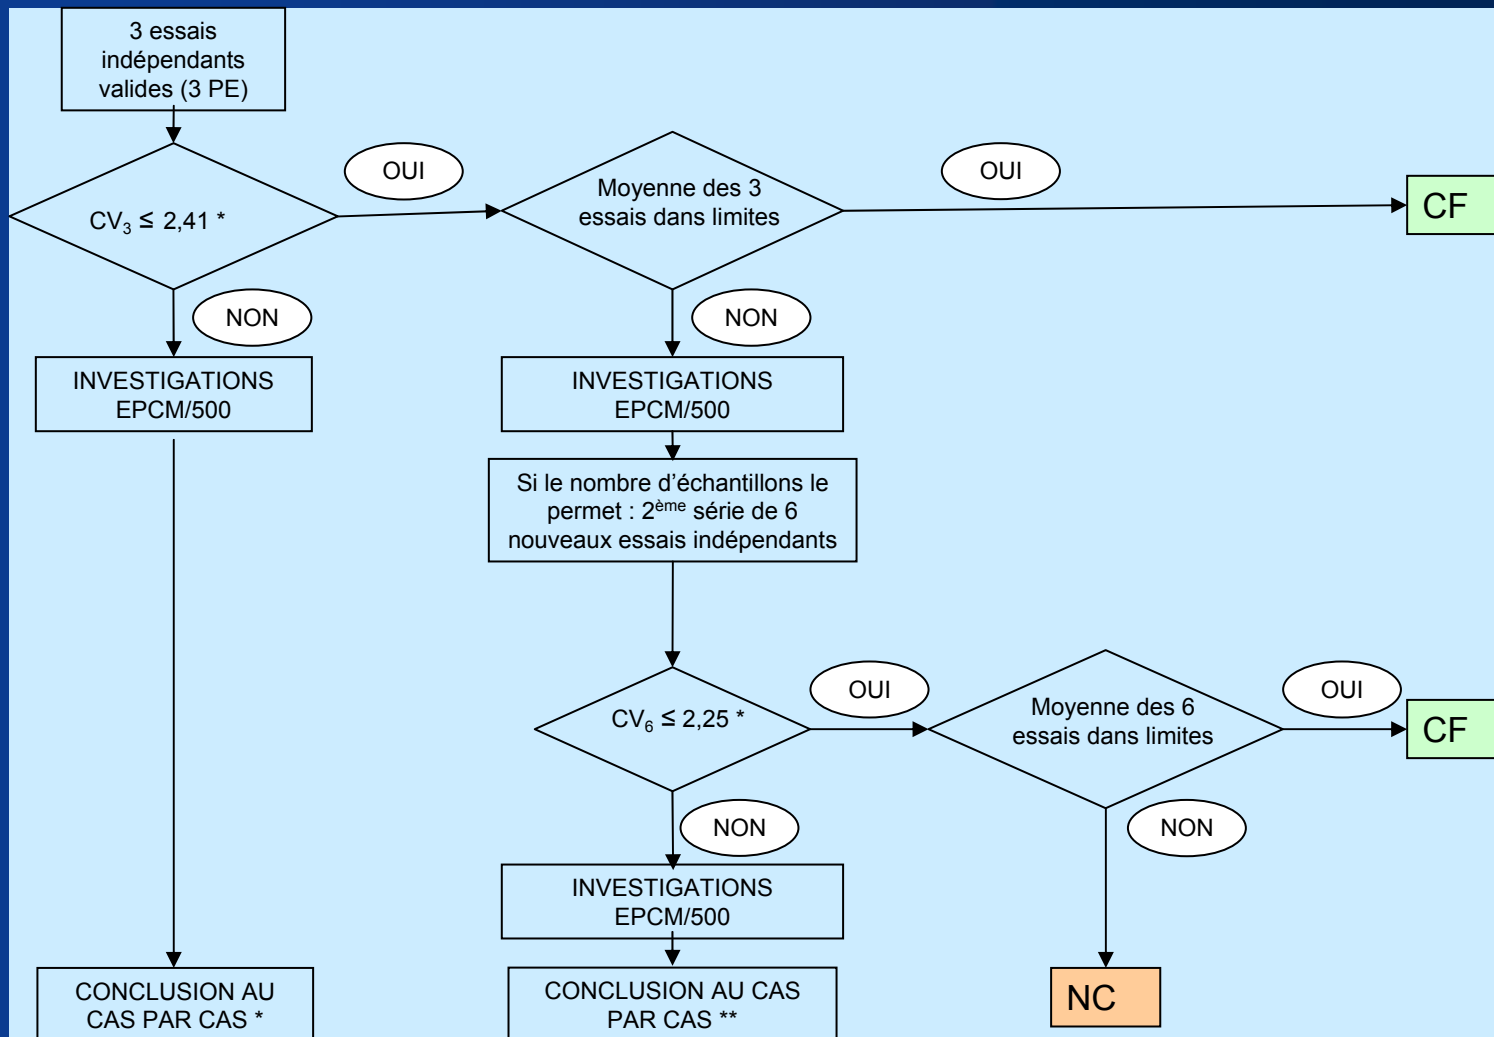 3 essais
indépendants
valides (3 PE)
CV₃ ≤ 2,41 *
OUI
Moyenne des 3
essais dans limites
OUI
CF
NON
NON
INVESTIGATIONS
EPCM/500
INVESTIGATIONS
EPCM/500
Si le nombre d’échantillons le
permet : 2ème série de 6
nouveaux essais indépendants
CV₆ ≤ 2,25 *
OUI
Moyenne des 6
essais dans limites
OUI
CF
NON
NON
INVESTIGATIONS
EPCM/500
CONCLUSION AU
CAS PAR CAS *
CONCLUSION AU CAS
PAR CAS **
NC